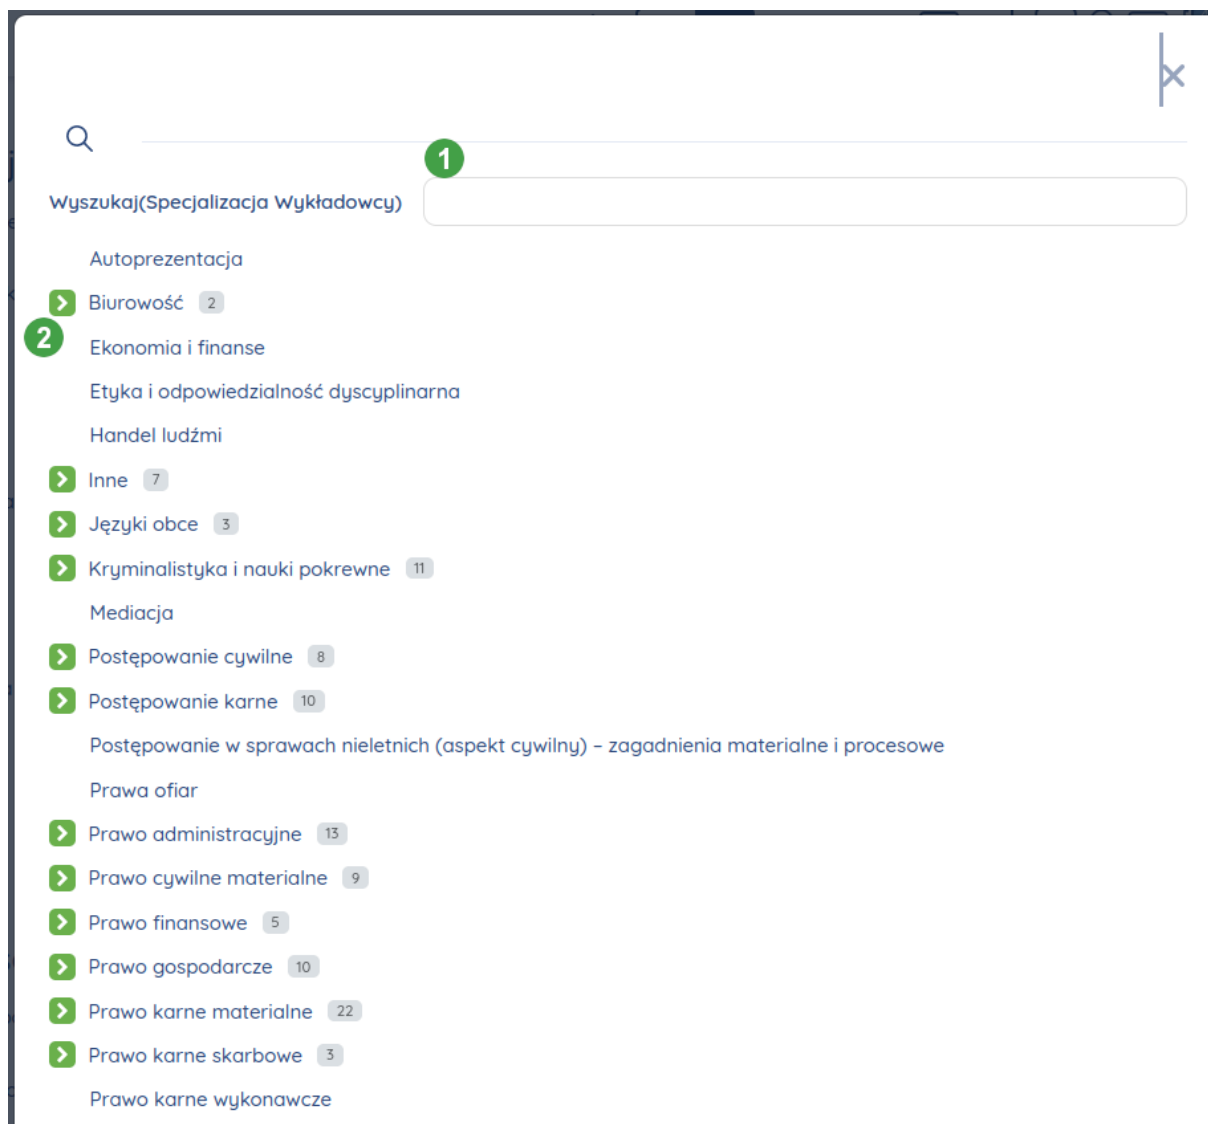 1
Wyszukaj(Specjalizacja Wykładowcy)
Autoprezentacja
Biurowość 2
2
Ekonomia i finanse
Etyka i odpowiedzialność dyscyplinarna
Handel ludźmi
Inne 7
Języki obce 3
Kryminalistyka i nauki pokrewne 11
Mediacja
Postępowanie cywilne 8
Postępowanie karne 10
Postępowanie w sprawach nieletnich (aspekt cywilny) – zagadnienia materialne i procesowe
Prawa ofiar
Prawo administracyjne 13
Prawo cywilne materialne 9
Prawo finansowe 5
Prawo gospodarcze 10
Prawo karne materialne 22
Prawo karne skarbowe 3
Prawo karne wykonawcze